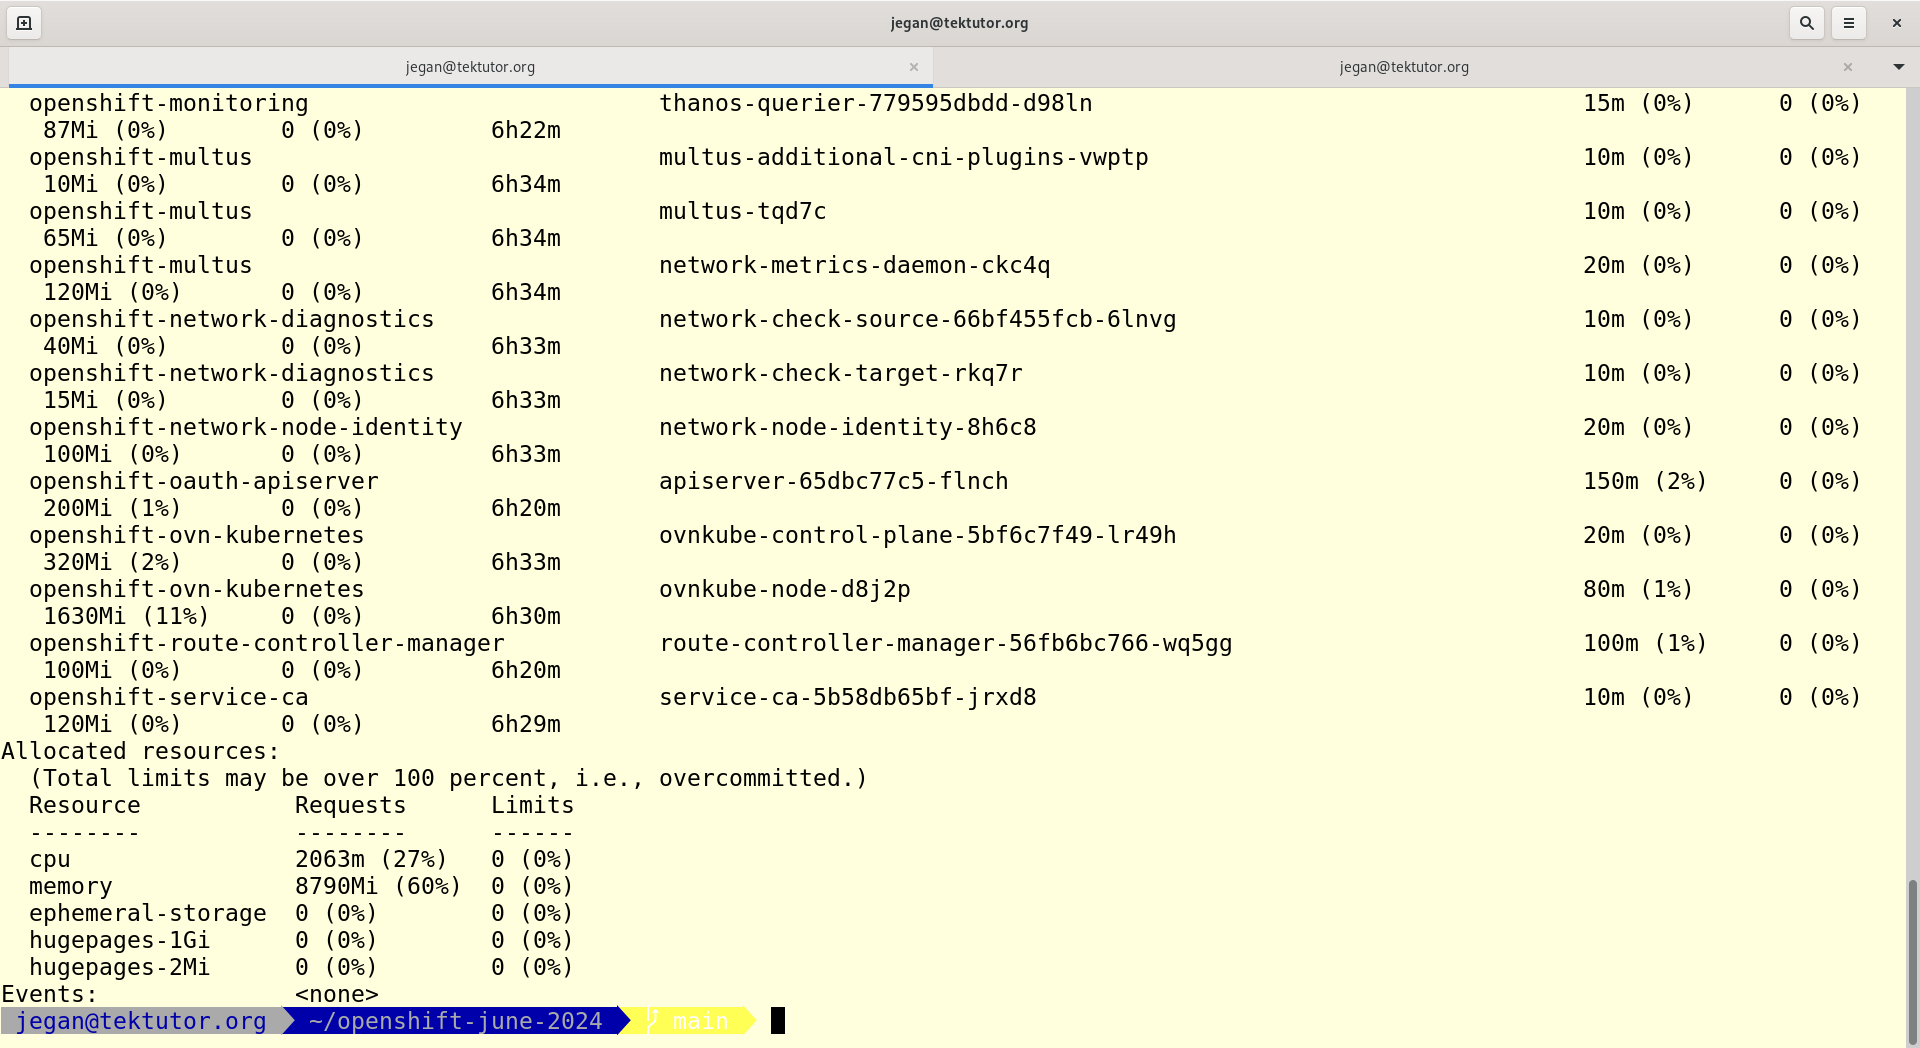 jegan@tektutor.org
jegan@tektutor.org jegan@tektutor.org
openshift-monitoring thanos-querier-779595dbdd-d98ln 15m (0%) 0 (0%)
87Mi (0%) 0 (0%) 6h22m
openshift-multus multus-additional-cni-plugins-vwptp 10m (0%) 0 (0%)
10Mi (0%) 0 (0%) 6h34m
openshift-multus multus-tqd7c 10m (0%) 0 (0%)
65Mi (0%) 0 (0%) 6h34m
openshift-multus network-metrics-daemon-ckc4q 20m (0%) 0 (0%)
120Mi (0%) 0 (0%) 6h34m
openshift-network-diagnostics network-check-source-66bf455fcb-6lnvg 10m (0%) 0 (0%)
40Mi (0%) 0 (0%) 6h33m
openshift-network-diagnostics network-check-target-rkq7r 10m (0%) 0 (0%)
15Mi (0%) 0 (0%) 6h33m
openshift-network-node-identity network-node-identity-8h6c8 20m (0%) 0 (0%)
100Mi (0%) 0 (0%) 6h33m
openshift-oauth-apiserver apiserver-65dbc77c5-flnch 150m (2%) 0 (0%)
200Mi (1%) 0 (0%) 6h20m
openshift-ovn-kubernetes ovnkube-control-plane-5bf6c7f49-lr49h 20m (0%) 0 (0%)
320Mi (2%) 0 (0%) 6h33m
openshift-ovn-kubernetes ovnkube-node-d8j2p 80m (1%) 0 (0%)
1630Mi (11%) 0 (0%) 6h30m
openshift-route-controller-manager route-controller-manager-56fb6bc766-wq5gg 100m (1%) 0 (0%)
100Mi (0%) 0 (0%) 6h20m
openshift-service-ca service-ca-5b58db65bf-jrxd8 10m (0%) 0 (0%)
120Mi (0%) 0 (0%) 6h29m
Allocated resources:
(Total limits may be over 100 percent, i.e., overcommitted.)
Resource Requests Limits
-------- -------- ------
cpu 2063m (27%) 0 (0%)
memory 8790Mi (60%) 0 (0%)
ephemeral-storage 0 (0%) 0 (0%)
hugepages-1Gi 0 (0%) 0 (0%)
hugepages-2Mi 0 (0%) 0 (0%)
Events: <none>
jegan@tektutor.org ~/openshift-june-2024 main